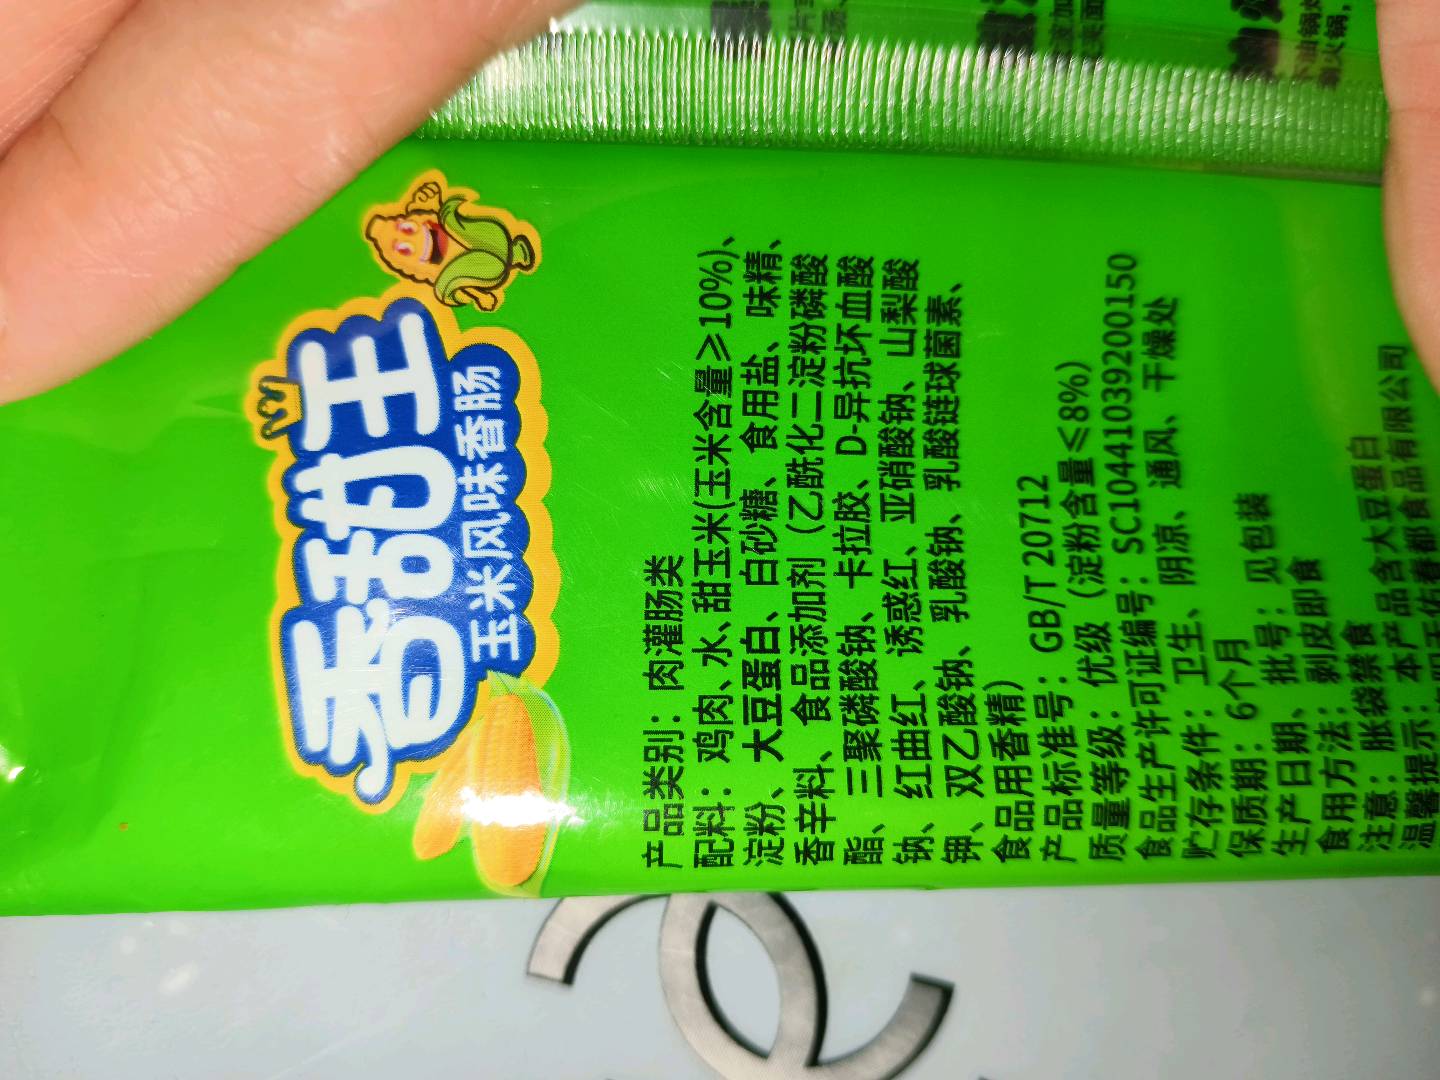 香甜王
玉米风味香肠
产品类别：肉灌肠类
配料：鸡肉、水、甜玉米(玉米含量≥10%)、
淀粉、大豆蛋白、白砂糖、食用盐、味精、
香辛料、食品添加剂（乙酰化二淀粉磷酸
酯、三聚磷酸钠、卡拉胶、D-异抗坏血酸
钠、红曲红、诱惑红、亚硝酸钠、山梨酸
钾、双乙酸钠、乳酸钠、乳酸链球菌素、
食品用香精）
产品标准号：GB/T 20712
质量等级：优级（淀粉含量≤8%）
食品生产许可证编号：SC10441039200150
贮存条件：卫生、阴凉、通风、干燥处
保质期：6个月
生产日期、批号：见包装
食用方法：剥皮即食
注意：胀袋禁食
温馨提示：本产品含大豆蛋白
食品有限公司